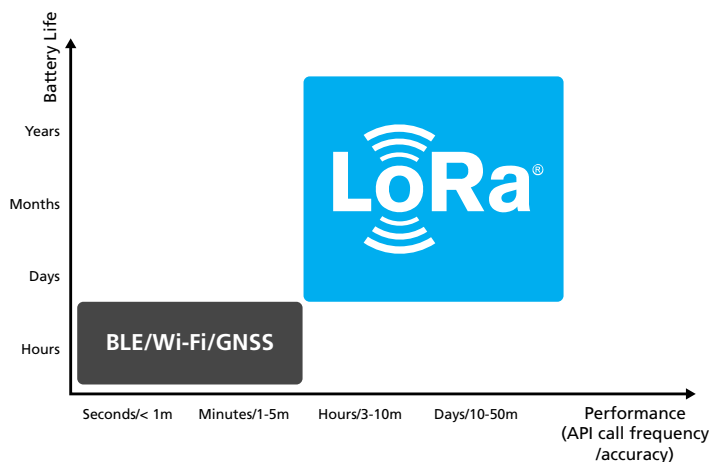 Battery Life
Years
Months
Days
Hours
LoRa®
BLE/Wi-Fi/GNSS
Seconds/< 1m
Minutes/1-5m
Hours/3-10m
Days/10-50m
Performance
(API call frequency
/accuracy)